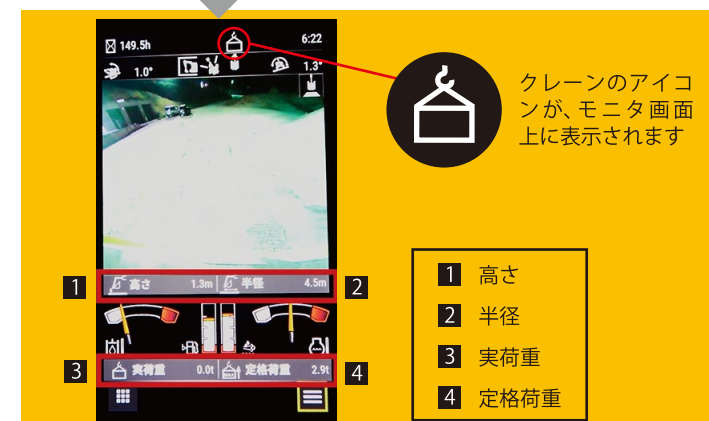 149.5h
6:22
1.0°
1.3°
クレーンのアイコ
ンが、モニタ画面
上に表示されます
1 高さ 1.3m 半径 4.5m 2
3 実荷重 0.0t 定格荷重 2.9t 4
1 高さ
2 半径
3 実荷重
4 定格荷重